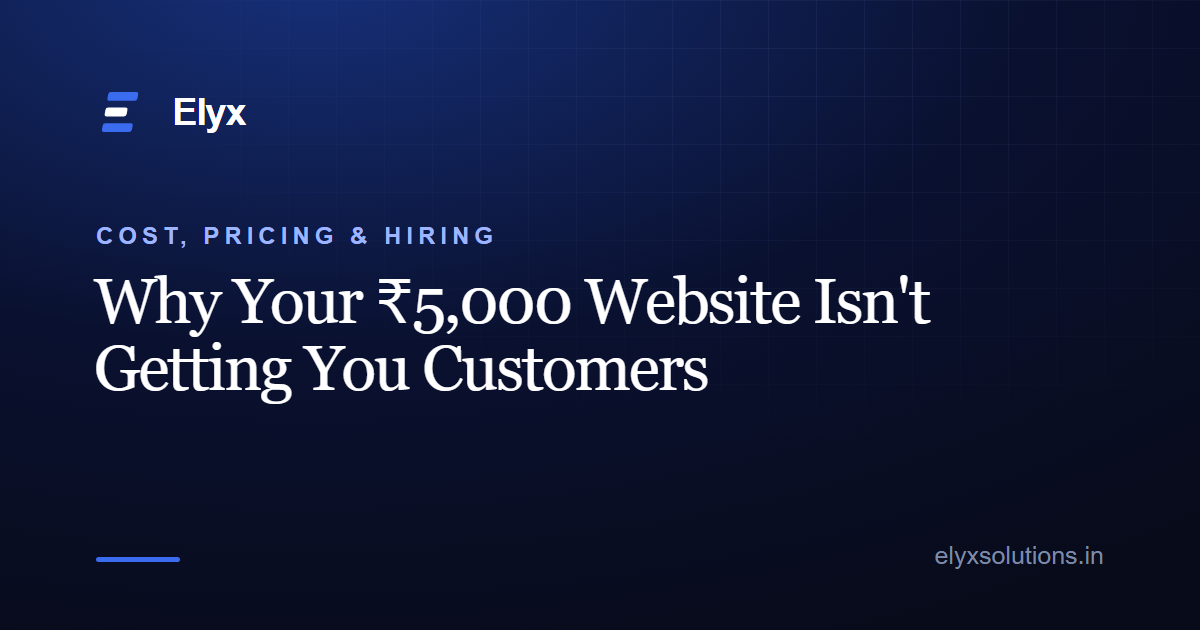 Elyx
COST, PRICING & HIRING
Why Your ₹5,000 Website Isn't
Getting You Customers
elyxsolutions.in